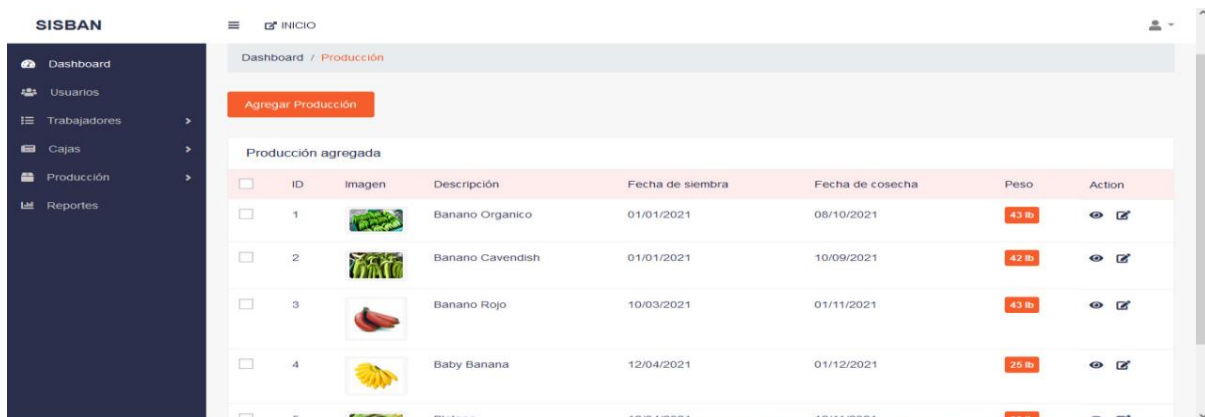 SISBAN
INICIO
Dashboard
Usuarios
Trabajadores
Cajas
Producción
Reportes
Dashboard / Producción
Agregar Producción
Producción agregada
ID Imagen Descripción Fecha de siembra Fecha de cosecha Peso Action
1 Banano Organico 01/01/2021 08/10/2021 43 lb
2 Banano Cavendish 01/01/2021 10/09/2021 42 lb
3 Banano Rojo 10/03/2021 01/11/2021 43 lb
4 Baby Banana 12/04/2021 01/12/2021 25 lb